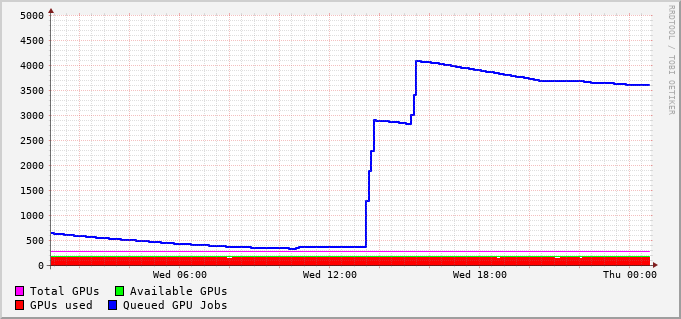 RRDTOOL / TOBI OETIKER
5000
4500
4000
3500
3000
2500
2000
1500
1000
500
0
Wed 06:00 Wed 12:00 Wed 18:00 Thu 00:00
Total GPUs Available GPUs
GPUs used Queued GPU Jobs